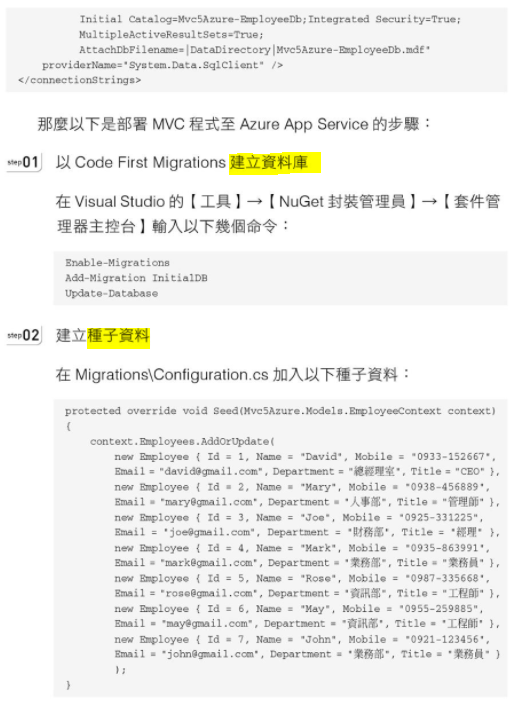 Initial Catalog=Mvc5Azure-EmployeeDb;Integrated Security=True;
MultipleActiveResultSets=True;
AttachDbFilename=|DataDirectory|Mvc5Azure-EmployeeDb.mdf"
providerName="System.Data.SqlClient" />
</connectionStrings>
那麼以下是部署 MVC 程式至 Azure App Service 的步驟：
step01 以 Code First Migrations 建立資料庫
在 Visual Studio 的【工具】→【NuGet 封裝管理員】→【套件管
理器主控台】輸入以下幾個命令：
Enable-Migrations
Add-Migration InitialDB
Update-Database
step02 建立種子資料
在 Migrations\Configuration.cs 加入以下種子資料：
protected override void Seed(Mvc5Azure.Models.EmployeeContext context)
{
context.Employees.AddOrUpdate(
new Employee { Id = 1, Name = "David", Mobile = "0933-152667",
Email = "david@gmail.com", Department = "總經理室", Title = "CEO" },
new Employee { Id = 2, Name = "Mary", Mobile = "0938-456889",
Email = "mary@gmail.com", Department = "人事部", Title = "管理師" },
new Employee { Id = 3, Name = "Joe", Mobile = "0925-331225",
Email = "joe@gmail.com", Department = "財務部", Title = "經理" },
new Employee { Id = 4, Name = "Mark", Mobile = "0935-863991",
Email = "mark@gmail.com", Department = "業務部", Title = "業務員" },
new Employee { Id = 5, Name = "Rose", Mobile = "0987-335668",
Email = "rose@gmail.com", Department = "資訊部", Title = "工程師" },
new Employee { Id = 6, Name = "May", Mobile = "0955-259885",
Email = "may@gmail.com", Department = "資訊部", Title = "工程師" },
new Employee { Id = 7, Name = "John", Mobile = "0921-123456",
Email = "john@gmail.com", Department = "業務部", Title = "業務員" }
);
}